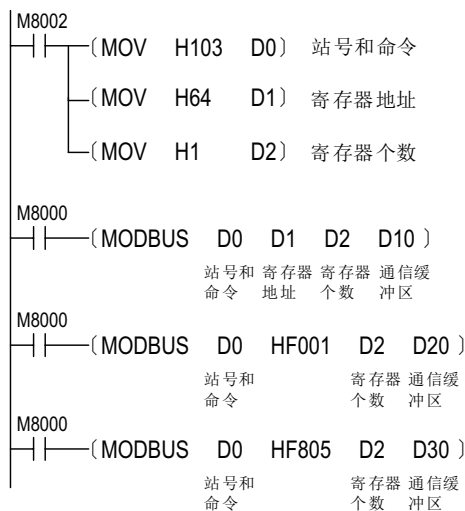 M8002
〔MOV H103 D0〕 站号和命令
〔MOV H64 D1〕 寄存器地址
〔MOV H1 D2〕 寄存器个数
M8000
〔MODBUS D0 D1 D2 D10 〕
站号和 寄存器 寄存器 通信缓
命令 地址 个数 冲区
M8000
〔MODBUS D0 HF001 D2 D20 〕
站号和 寄存器 通信缓
命令 个数 冲区
M8000
〔MODBUS D0 HF805 D2 D30 〕
站号和 寄存器 通信缓
命令 个数 冲区